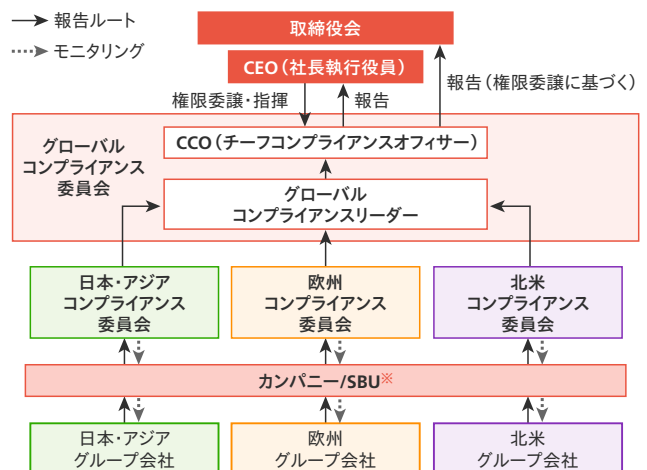 報告ルート
モニタリング
取締役会
CEO（社長執行役員）
権限委譲・指揮
報告
報告（権限委譲に基づく）
グローバル
コンプライアンス
委員会
CCO（チーフコンプライアンスオフィサー）
グローバル
コンプライアンスリーダー
日本・アジア
コンプライアンス
委員会
欧州
コンプライアンス
委員会
北米
コンプライアンス
委員会
カンパニー/SBU※
日本・アジア
グループ会社
欧州
グループ会社
北米
グループ会社